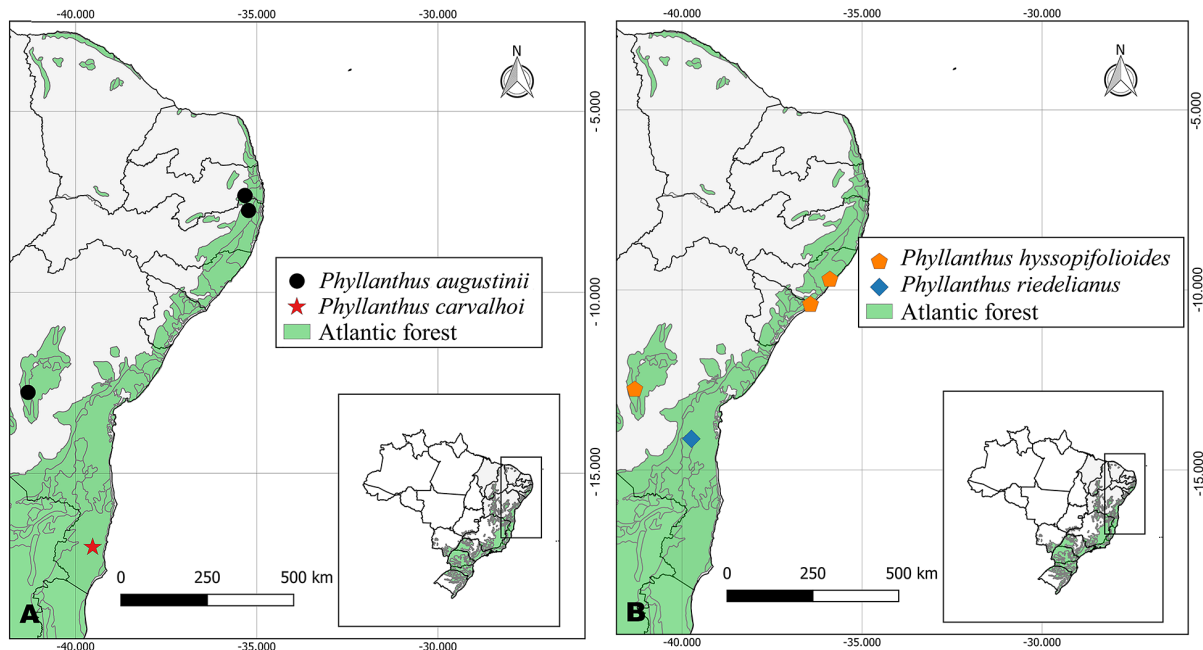 -40.000 -35.000 -30.000
N
-5.000
Phyllanthus augustinii
Phyllanthus carvalhoi
Atlantic forest
-10.000
-15.000
0 250 500 km
A
-40.000 -35.000 -30.000
-40.000 -35.000 -30.000
N
-5.000
Phyllanthus hyssopifolioides
Phyllanthus riedelianus
Atlantic forest
-10.000
-15.000
0 250 500 km
B
-40.000 -35.000 -30.000